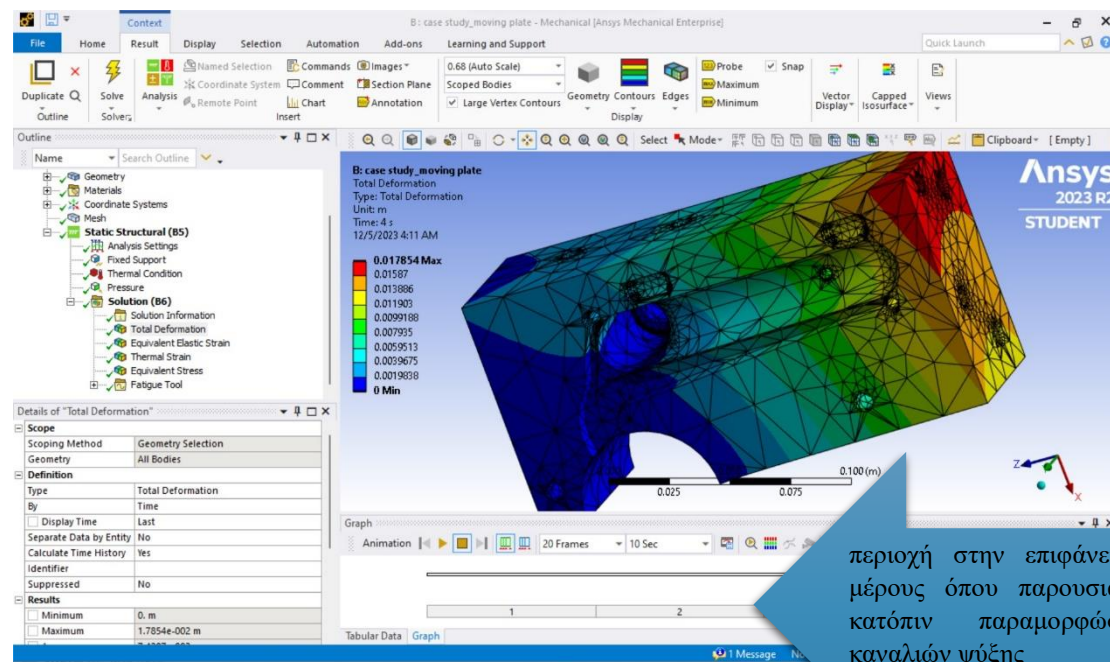 Context
B: case study_moving plate - Mechanical [Ansys Mechanical Enterprise]
File Home Result Display Selection Automation Add-ons Learning and Support Quick Launch
Named Selection Commands Images 0.68 (Auto Scale) Probe Snap
Coordinate System Comment Section Plane Scoped Bodies Maximum
Remote Point Chart Annotation Large Vertex Contours Minimum
Duplicate Solve Analysis Geometry Contours Edges Vector Display Capped Isosurface Views
Outline Solve Insert Display
Outline
Name Search Outline
Select Mode Clipboard [ Empty ]
Geometry
Materials
Coordinate Systems
Mesh
Static Structural (B5)
Analysis Settings
Fixed Support
Thermal Condition
Pressure
Solution (B6)
Solution Information
Total Deformation
Equivalent Elastic Strain
Thermal Strain
Equivalent Stress
Fatigue Tool
B: case study_moving plate
Total Deformation
Type: Total Deformation
Unit: m
Time: 4 s
12/5/2023 4:11 AM
0.017854 Max
0.01587
0.013886
0.011903
0.0099188
0.007935
0.0059513
0.0039675
0.0019838
0 Min
Ansys
2023 R2
STUDENT
0.100 (m)
0.025 0.075
Z
X
Details of "Total Deformation"
Scope
Scoping Method Geometry Selection
Geometry All Bodies
Definition
Type Total Deformation
By Time
Display Time Last
Separate Data by Entity No
Calculate Time History Yes
Identifier
Suppressed No
Results
Minimum 0. m
Maximum 1.7854e-002 m
Graph
Animation 20 Frames 10 Sec
1 2
Tabular Data Graph
1 Message
περιοχή στην
μέρους όπου
κατόπιν
καναλιών ψύξης